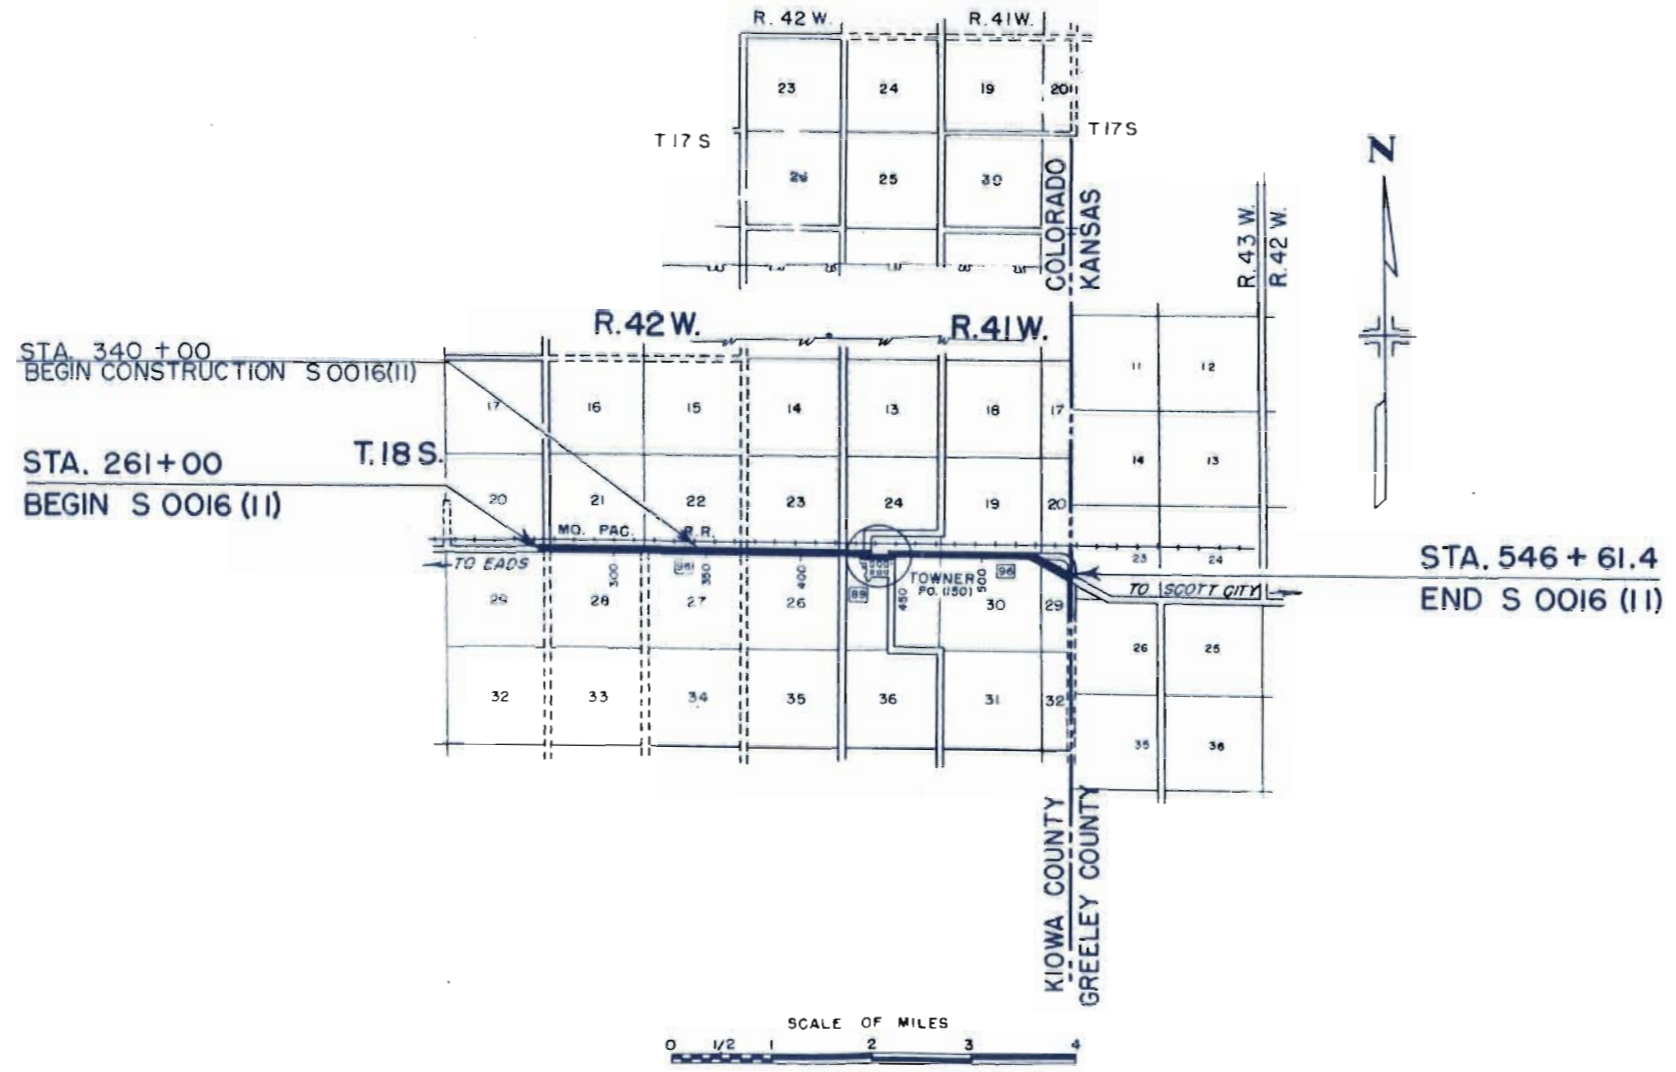 R. 42 W. R. 41W.
23 24 19 20
T 17 S T 17 S
26 25 30
COLORADO
KANSAS
R. 43 W.
R. 42 W.
N
R. 42 W. R. 41 W.
STA. 340 + 00
BEGIN CONSTRUCTION S 0016(11)
11 12
17 16 15 14 13 18 17
T. 18 S.
STA. 261+00
BEGIN S 0016 (11)
14 13
20 21 22 23 24 19 20
MO. PAC. R.R.
TO EADS
300 350 400 450 500
96
89
TOWNER
PO. (150)
96
23 24
STA. 546 + 61.4
END S 0016 (11)
TO SCOTT CITY
29 28 27 26 30 29
26 25
32 33 34 35 36 31 32
35 36
KIOWA COUNTY
GREELEY COUNTY
SCALE OF MILES
0 1/2 1 2 3 4